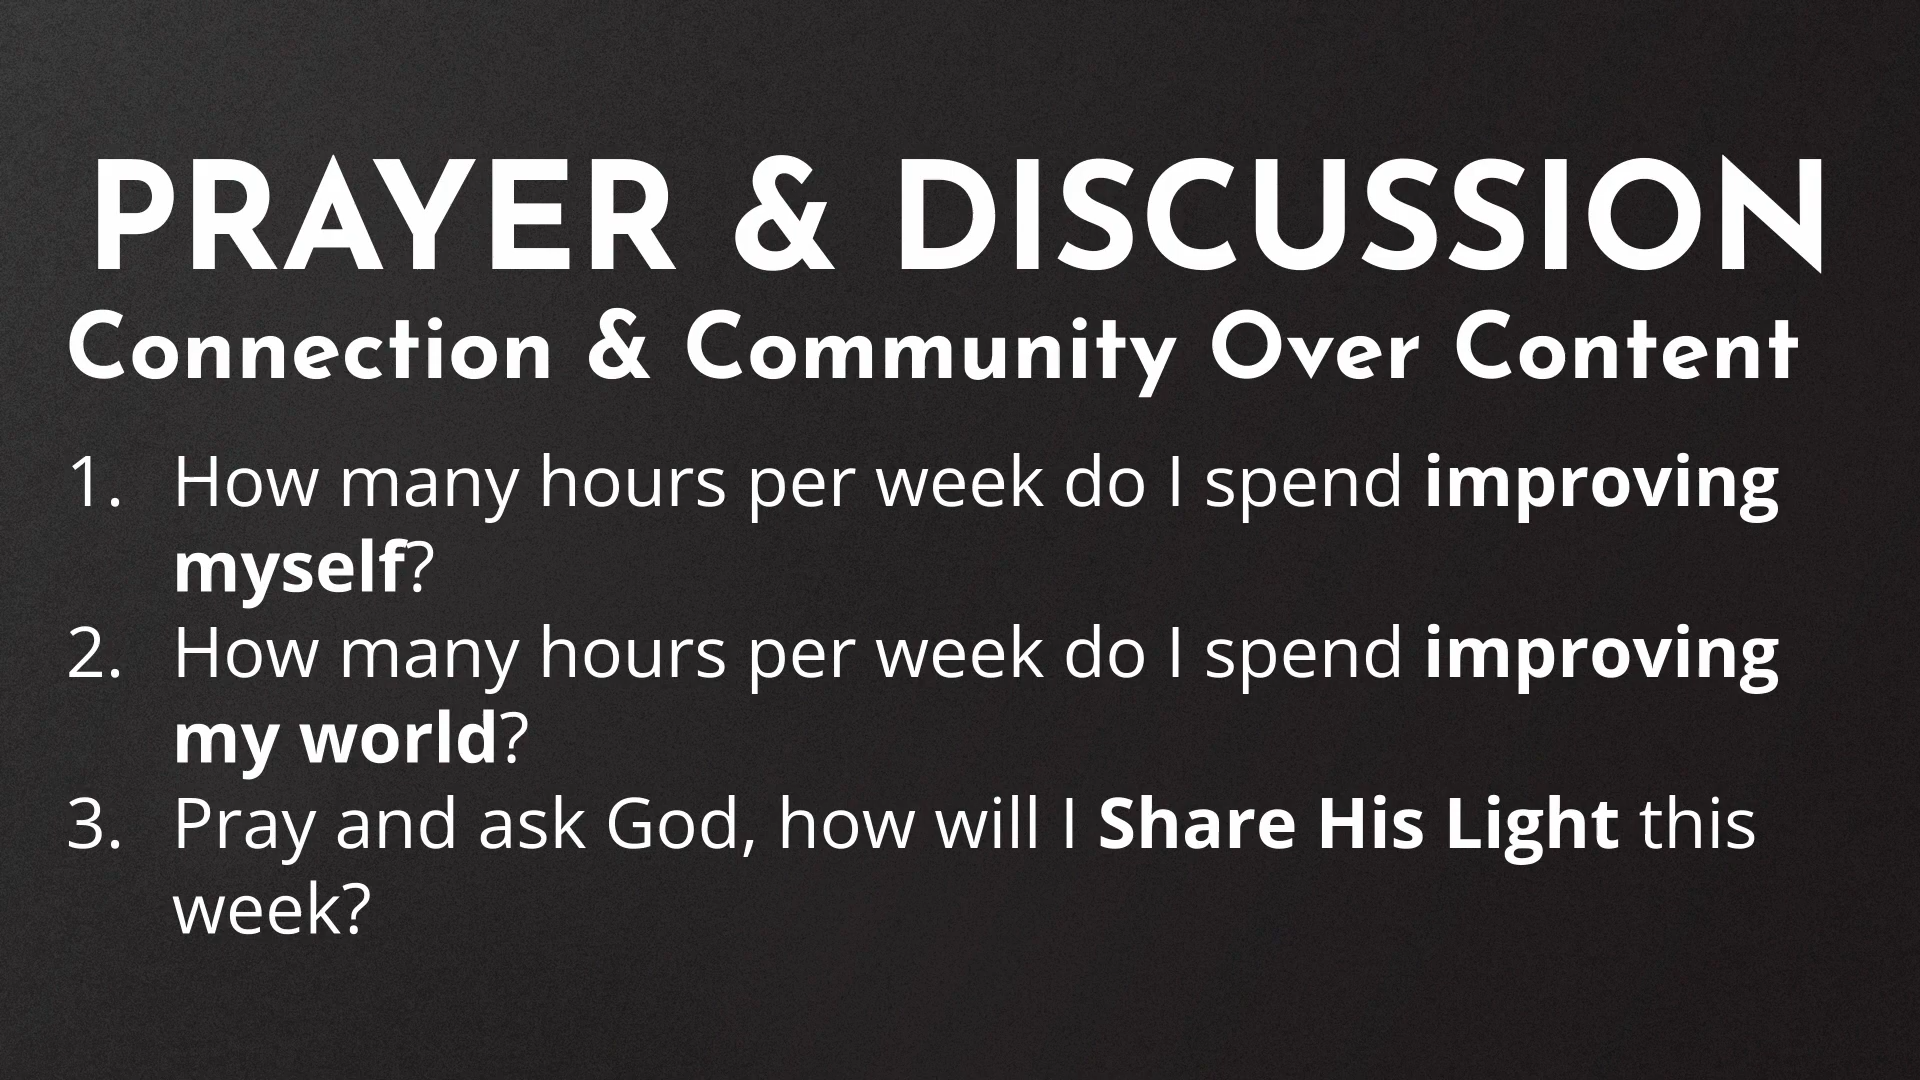 PRAYER & DISCUSSION
Connection & Community Over Content
1. How many hours per week do I spend improving
myself?
2. How many hours per week do I spend improving
my world?
3. Pray and ask God, how will I Share His Light this
week?